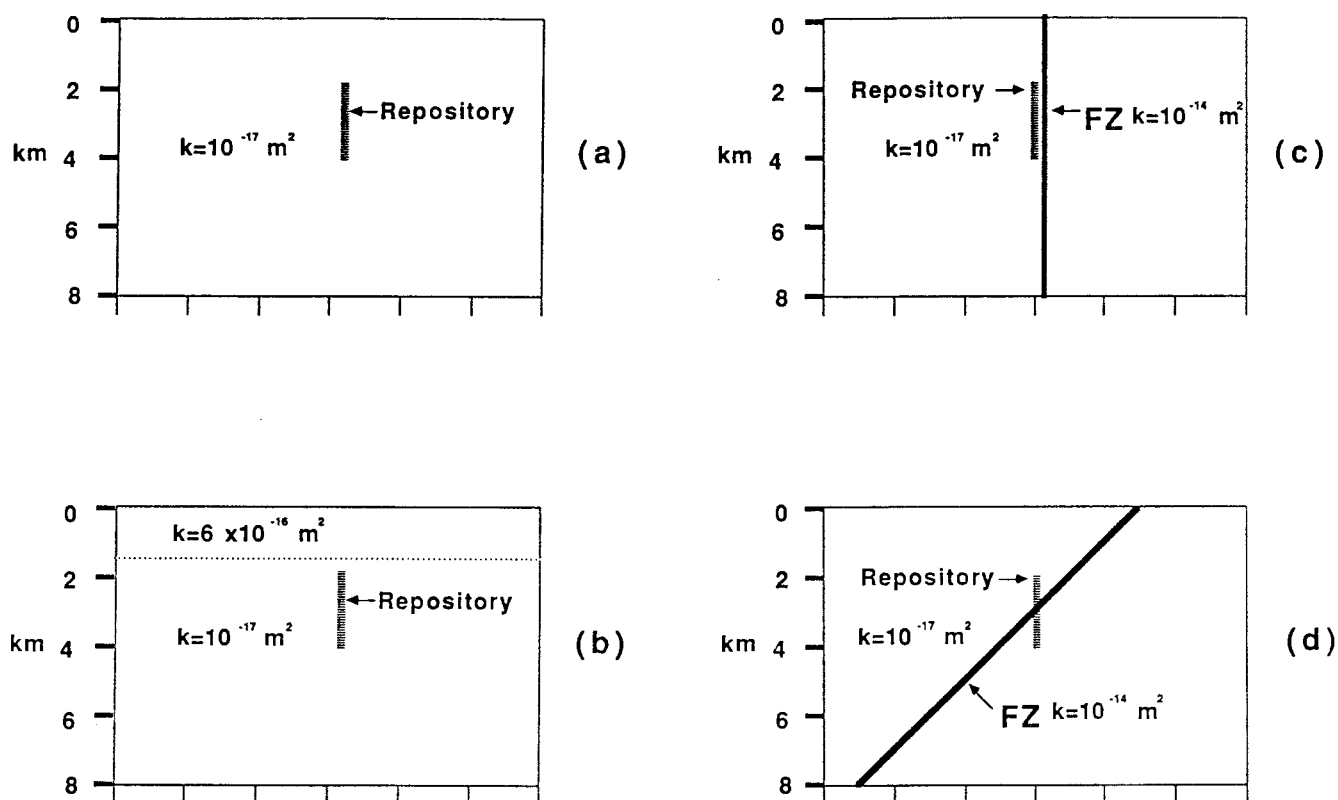 0
2
Repository
k=10⁻¹⁷ m²
km 4
6
8
(a)
0
2
Repository
FZ k=10⁻¹⁴ m²
k=10⁻¹⁷ m²
km 4
6
8
(c)
0
k=6 x10⁻¹⁶ m²
2
Repository
k=10⁻¹⁷ m²
km 4
6
8
(b)
0
2
Repository
k=10⁻¹⁷ m²
km 4
FZ k=10⁻¹⁴ m²
6
8
(d)